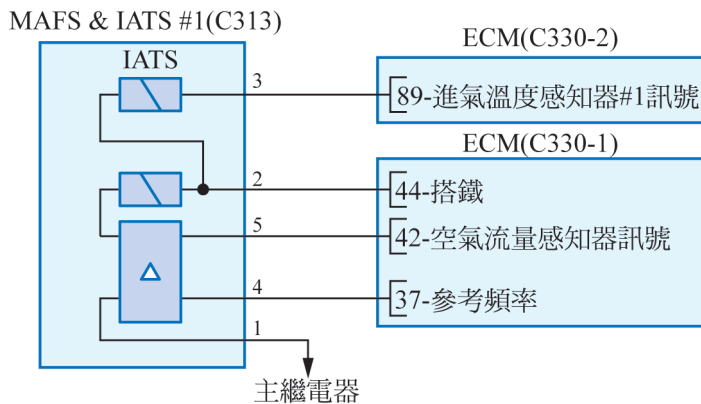 MAFS & IATS #1(C313)
IATS
ECM(C330-2)
3
89-進氣溫度感知器#1訊號
ECM(C330-1)
2
44-搭鐵
5
42-空氣流量感知器訊號
4
37-參考頻率
1
主繼電器